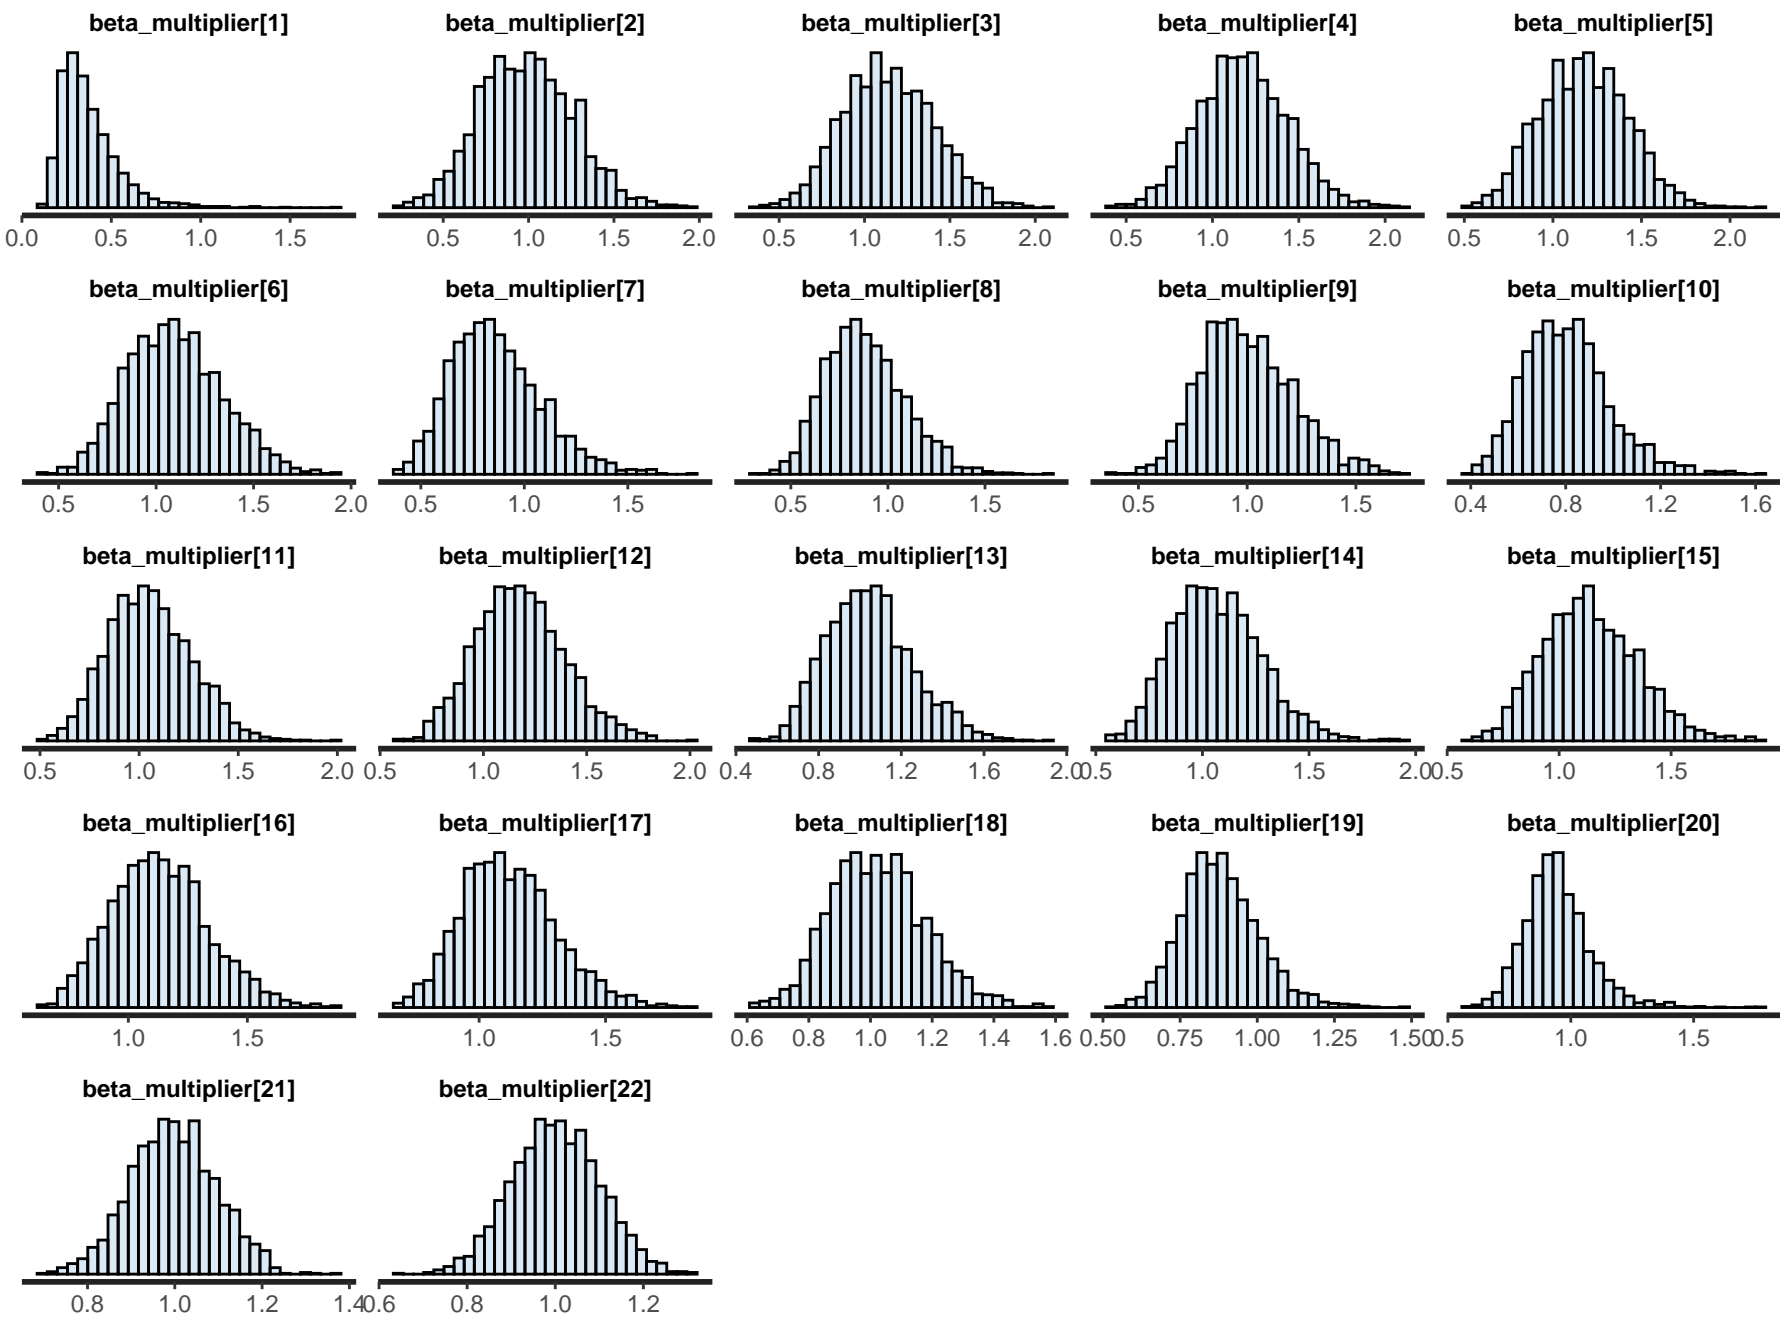 beta_multiplier[1] beta_multiplier[2] beta_multiplier[3] beta_multiplier[4] beta_multiplier[5]
0.0 0.5 1.0 1.5 0.5 1.0 1.5 2.0 0.5 1.0 1.5 2.0 0.5 1.0 1.5 2.0 0.5 1.0 1.5 2.0
beta_multiplier[6] beta_multiplier[7] beta_multiplier[8] beta_multiplier[9] beta_multiplier[10]
0.5 1.0 1.5 2.0 0.5 1.0 1.5 0.5 1.0 1.5 0.5 1.0 1.5 0.4 0.8 1.2 1.6
beta_multiplier[11] beta_multiplier[12] beta_multiplier[13] beta_multiplier[14] beta_multiplier[15]
0.5 1.0 1.5 2.0 0.5 1.0 1.5 2.0 0.4 0.8 1.2 1.6 2.0 0.5 1.0 1.5 2.0 0.5 1.0 1.5
beta_multiplier[16] beta_multiplier[17] beta_multiplier[18] beta_multiplier[19] beta_multiplier[20]
1.0 1.5 1.0 1.5 0.6 0.8 1.0 1.2 1.4 1.6 0.50 0.75 1.00 1.25 1.50 0.5 1.0 1.5
beta_multiplier[21] beta_multiplier[22]
0.8 1.0 1.2 1.4 0.6 0.8 1.0 1.2